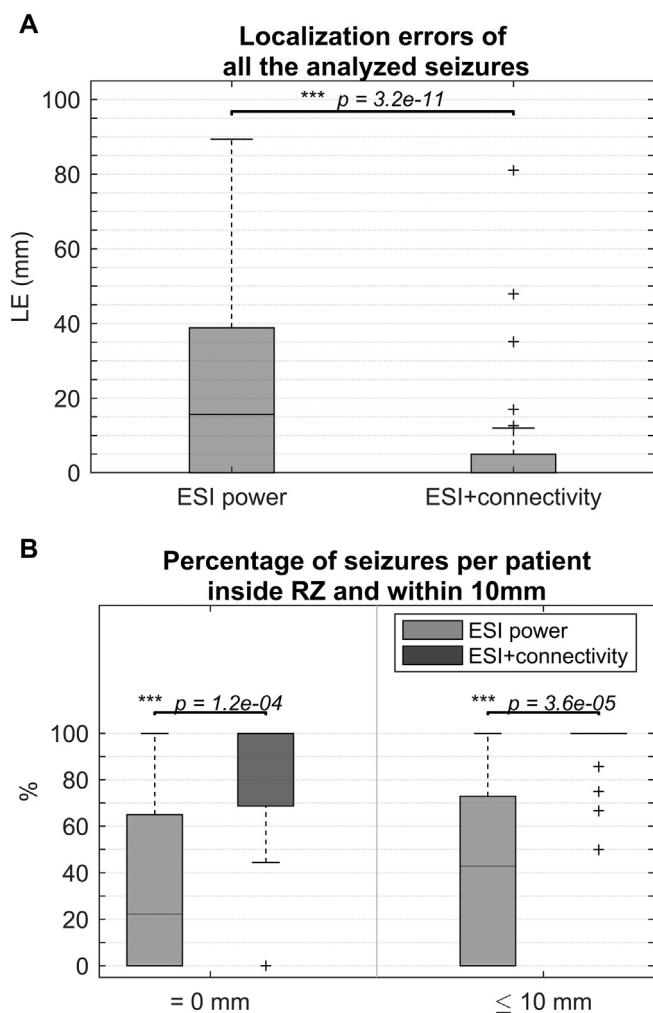 A
Localization errors of
all the analyzed seizures
*** p = 3.2e-11
100
80
60
40
20
0
LE (mm)
ESI power
ESI+connectivity
B
Percentage of seizures per patient
inside RZ and within 10mm
ESI power
ESI+connectivity
*** p = 1.2e-04
*** p = 3.6e-05
100
80
60
40
20
0
%
= 0 mm
≤ 10 mm